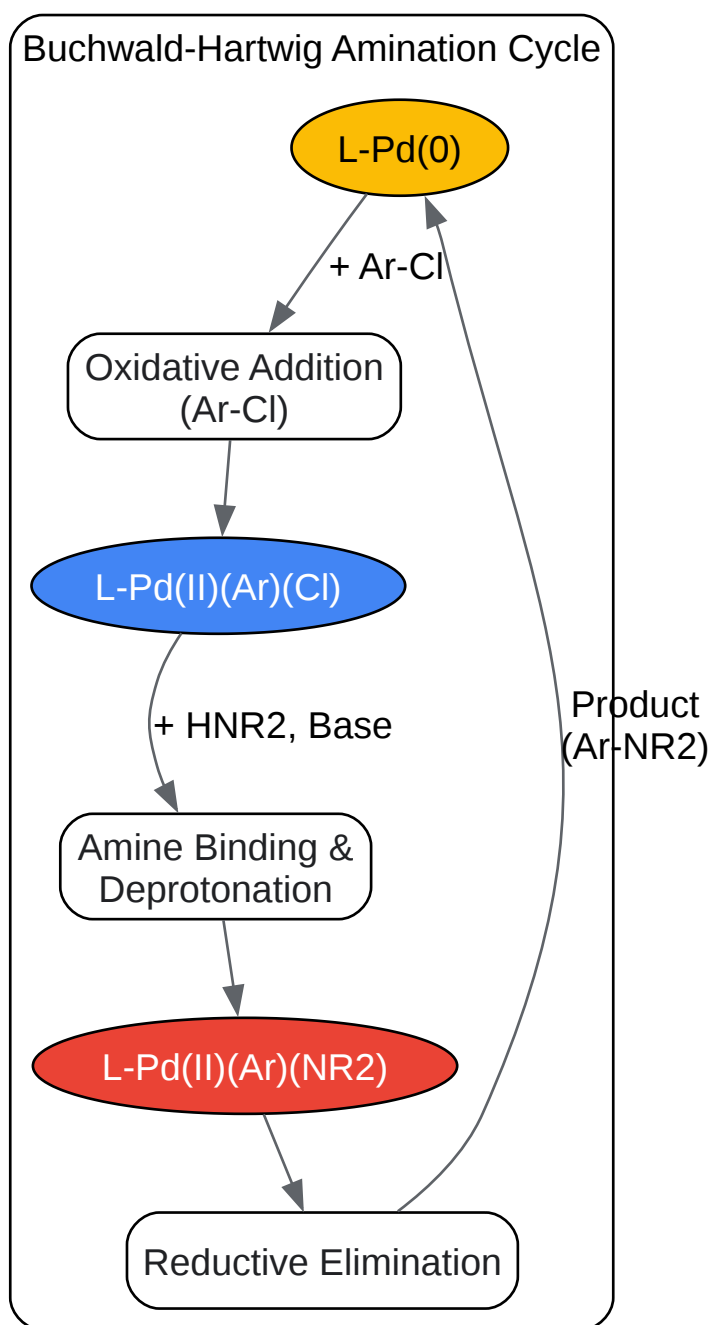 Buchwald-Hartwig Amination Cycle
L-Pd(0)
+ Ar-Cl
Oxidative Addition
(Ar-Cl)
L-Pd(II)(Ar)(Cl)
+ HNR2, Base
Product
(Ar-NR2)
Amine Binding &
Deprotonation
L-Pd(II)(Ar)(NR2)
Reductive Elimination